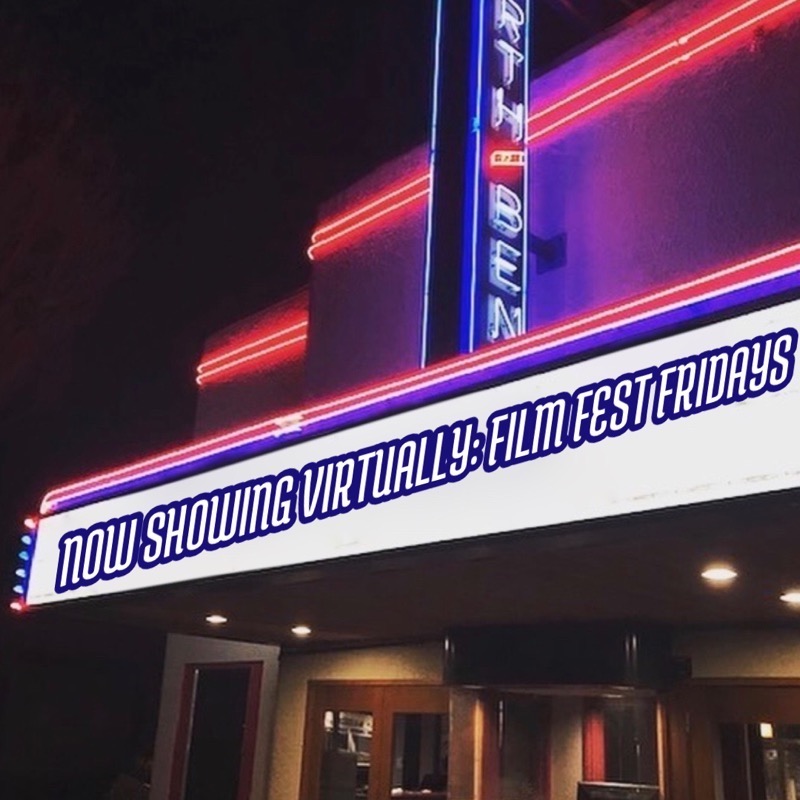 RTH BEN
NOW SHOWING VIRTUALLY: FILM FEST FRIDAYS